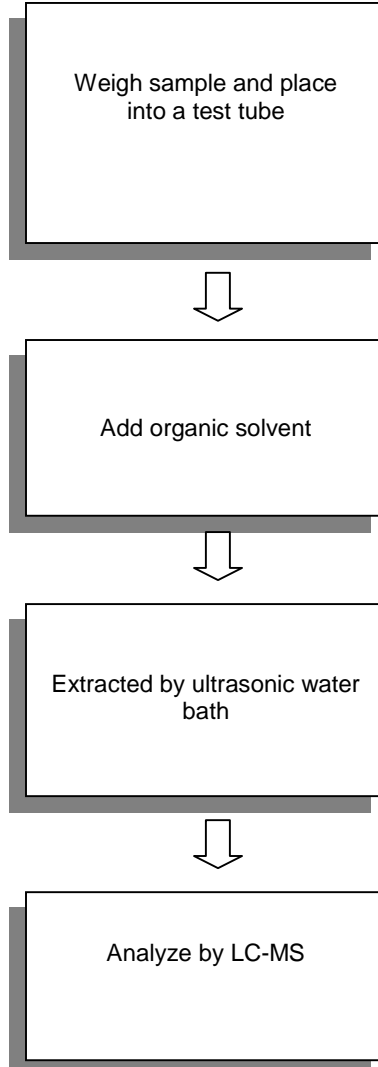 Weigh sample and place
into a test tube
Add organic solvent
Extracted by ultrasonic water
bath
Analyze by LC-MS